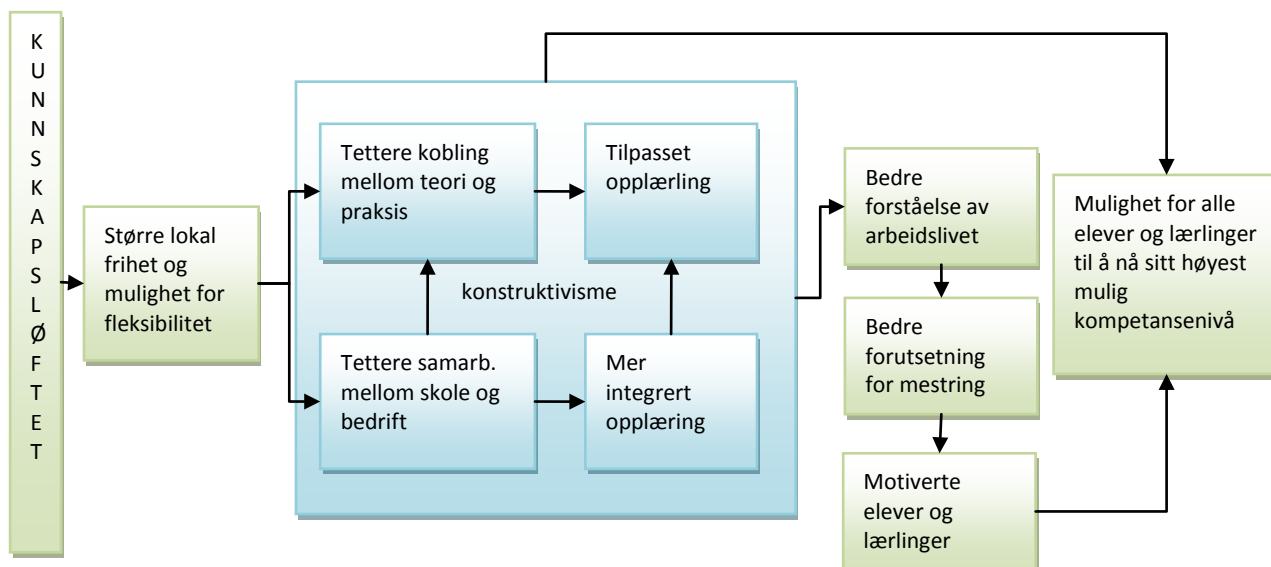 K
U
N
N
S
K
A
P
S
L
Ø
F
T
E
T
Større lokal
frihet og
mulighet for
fleksibilitet
Tettere kobling
mellom teori og
praksis
Tilpasset
opplærling
konstruktivisme
Tettere samarb.
mellom skole og
bedrift
Mer
integrert
opplæring
Bedre
forståelse av
arbeidslivet
Bedre
forutsetning
for mestring
Motiverte
elever og
lærlinger
Mulighet for alle
elever og lærlinger
til å nå sitt høyest
mulig
kompetansenivå